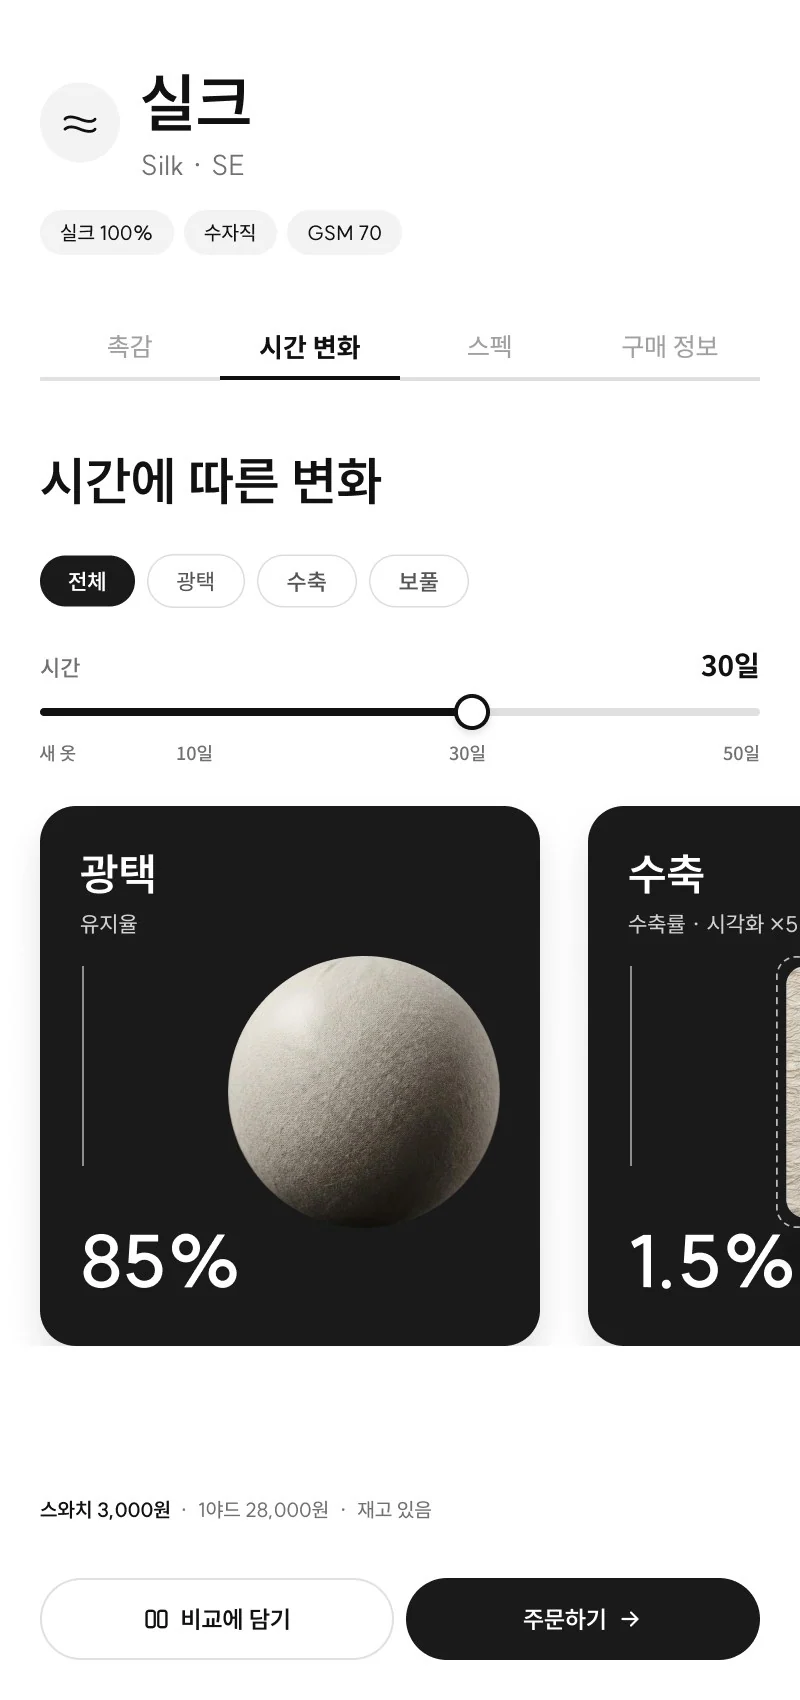 ≈
실크
Silk · SE
실크 100% 수자직 GSM 70
촉감 시간 변화 스펙 구매 정보
시간에 따른 변화
전체 광택 수축 보풀
시간 30일
새 옷 10일 30일 50일
광택
유지율
85%
수축
수축률 · 시각화 ×5
1.5%
스와치 3,000원 · 1야드 28,000원 · 재고 있음
비교에 담기 주문하기 →